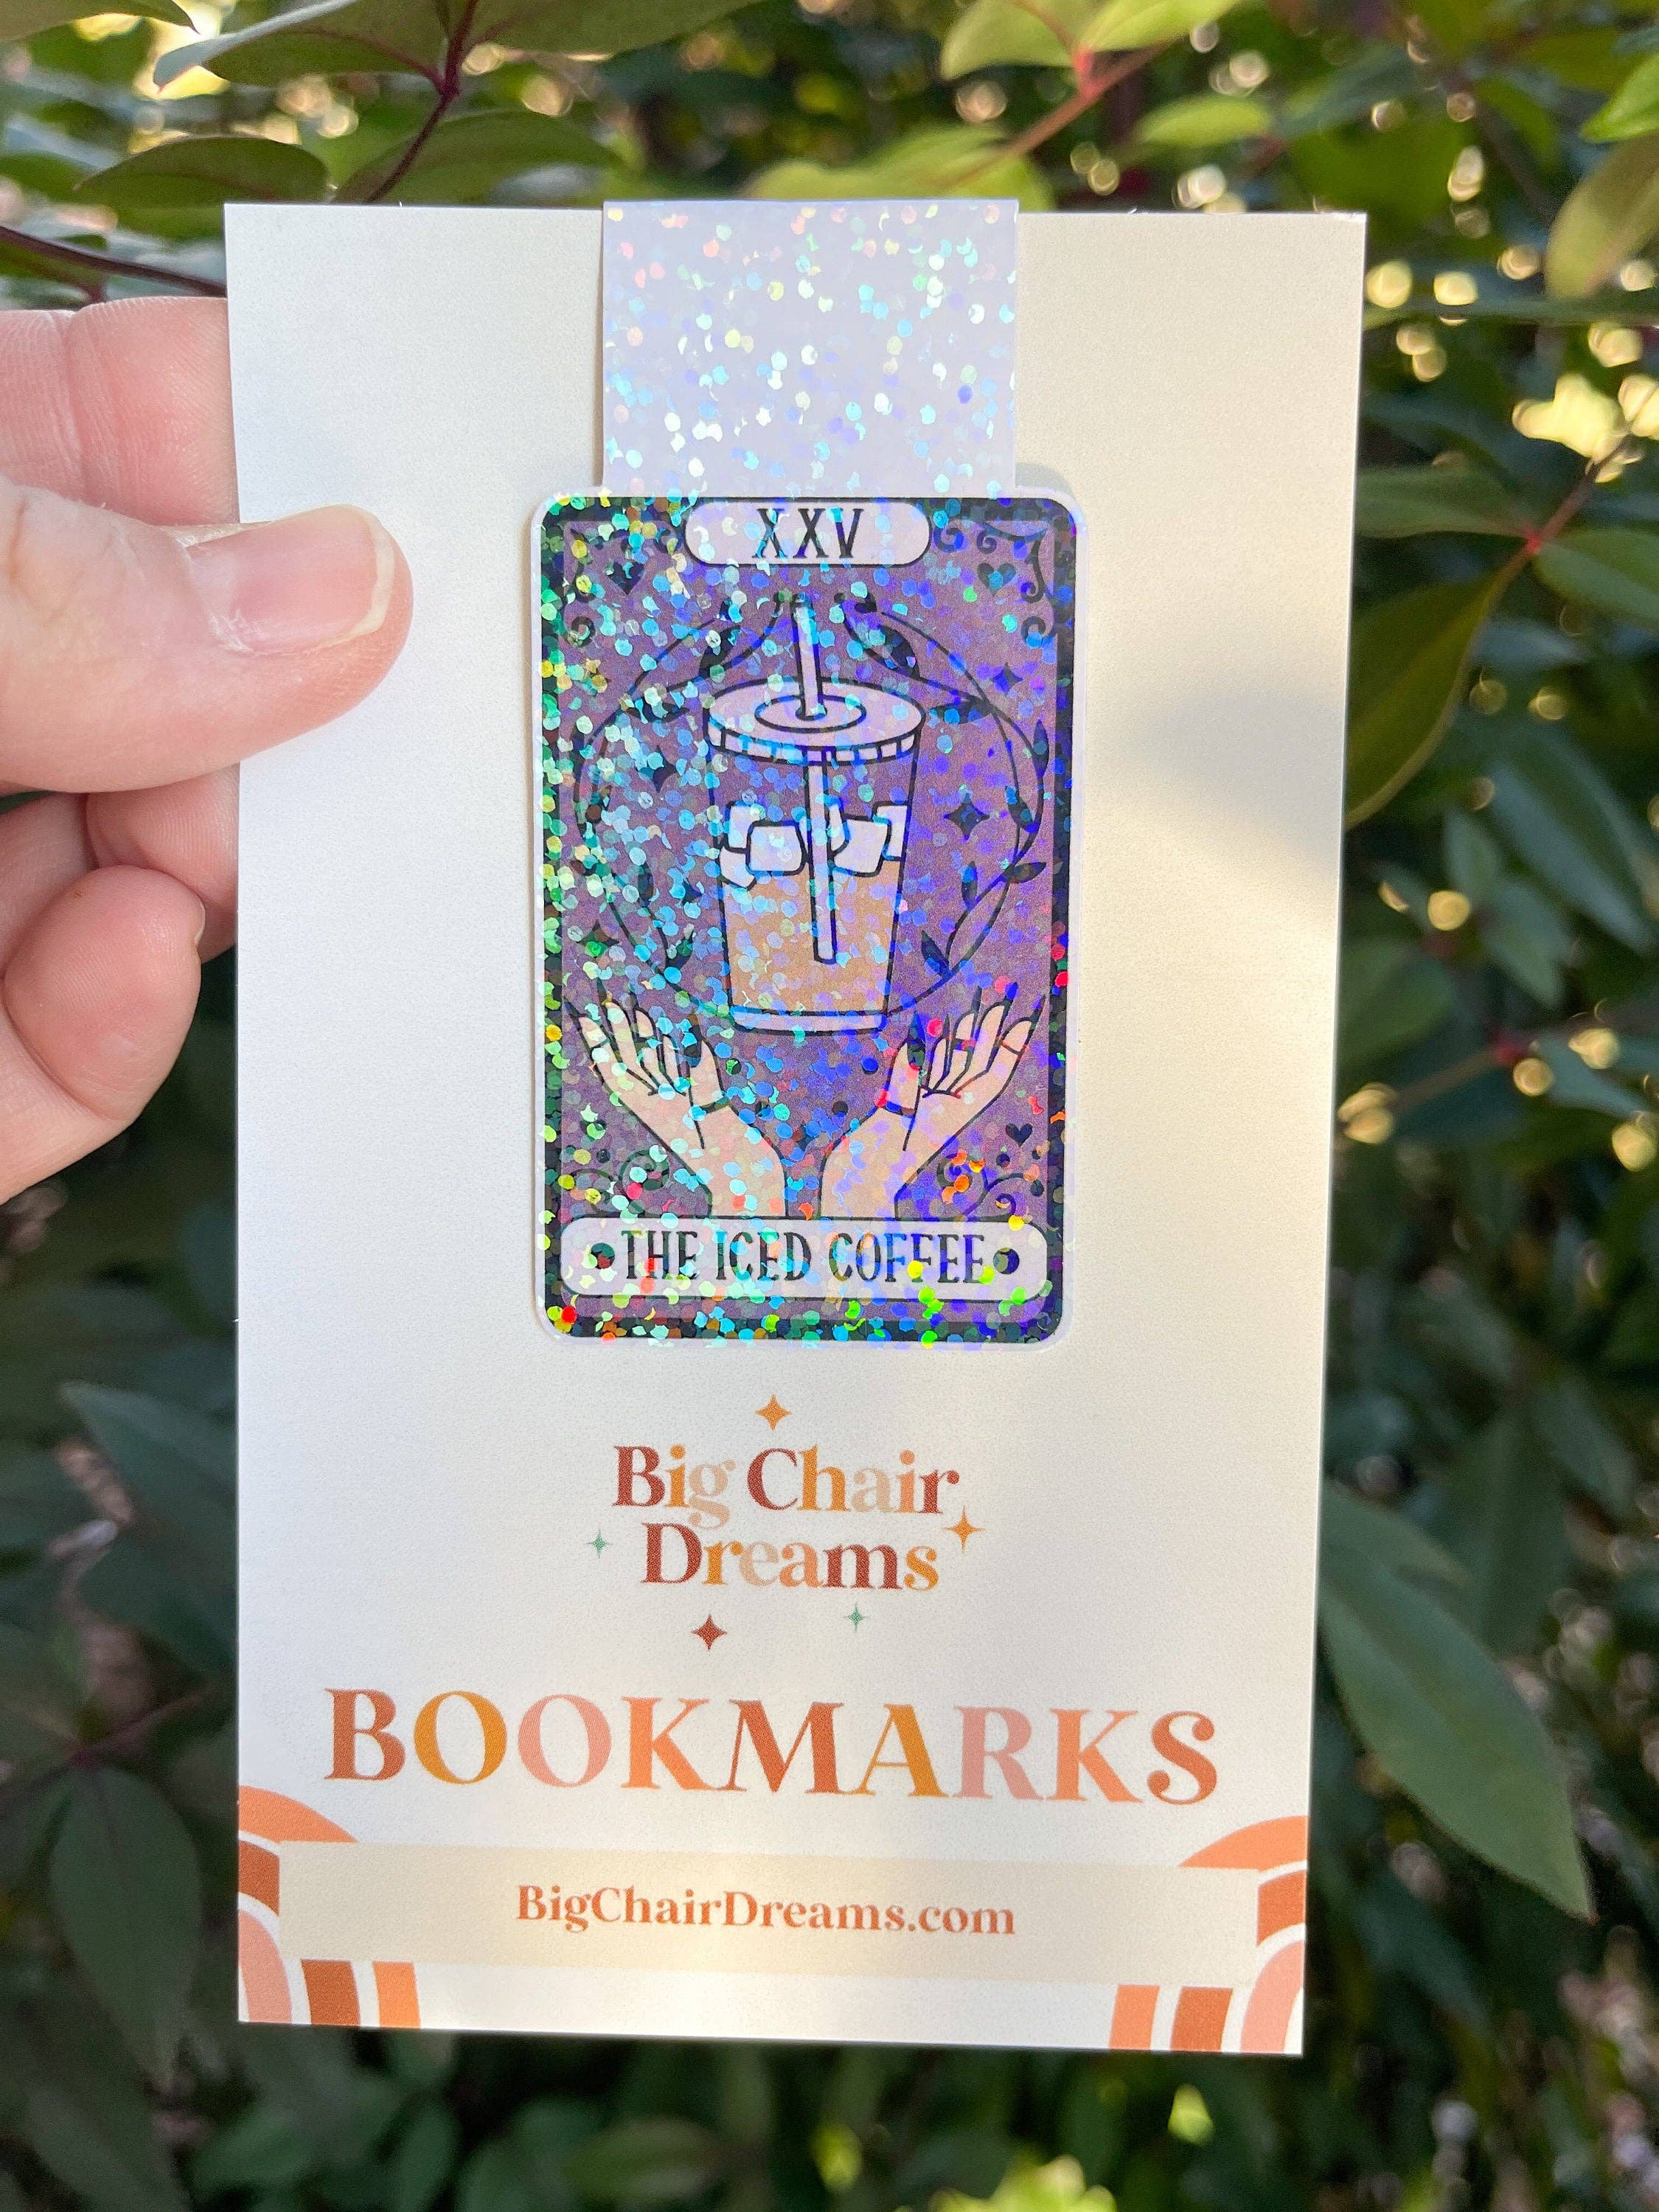 XXV
THE ICED COFFEE
Big Chair
Dreams
BOOKMARKS
BigChairDreams.com